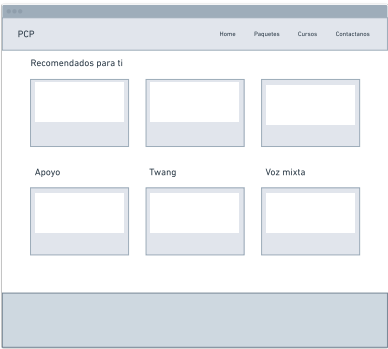 PCP Home Paquetes Cursos Contactanos
Recomendados para ti
Apoyo Twang Voz mixta